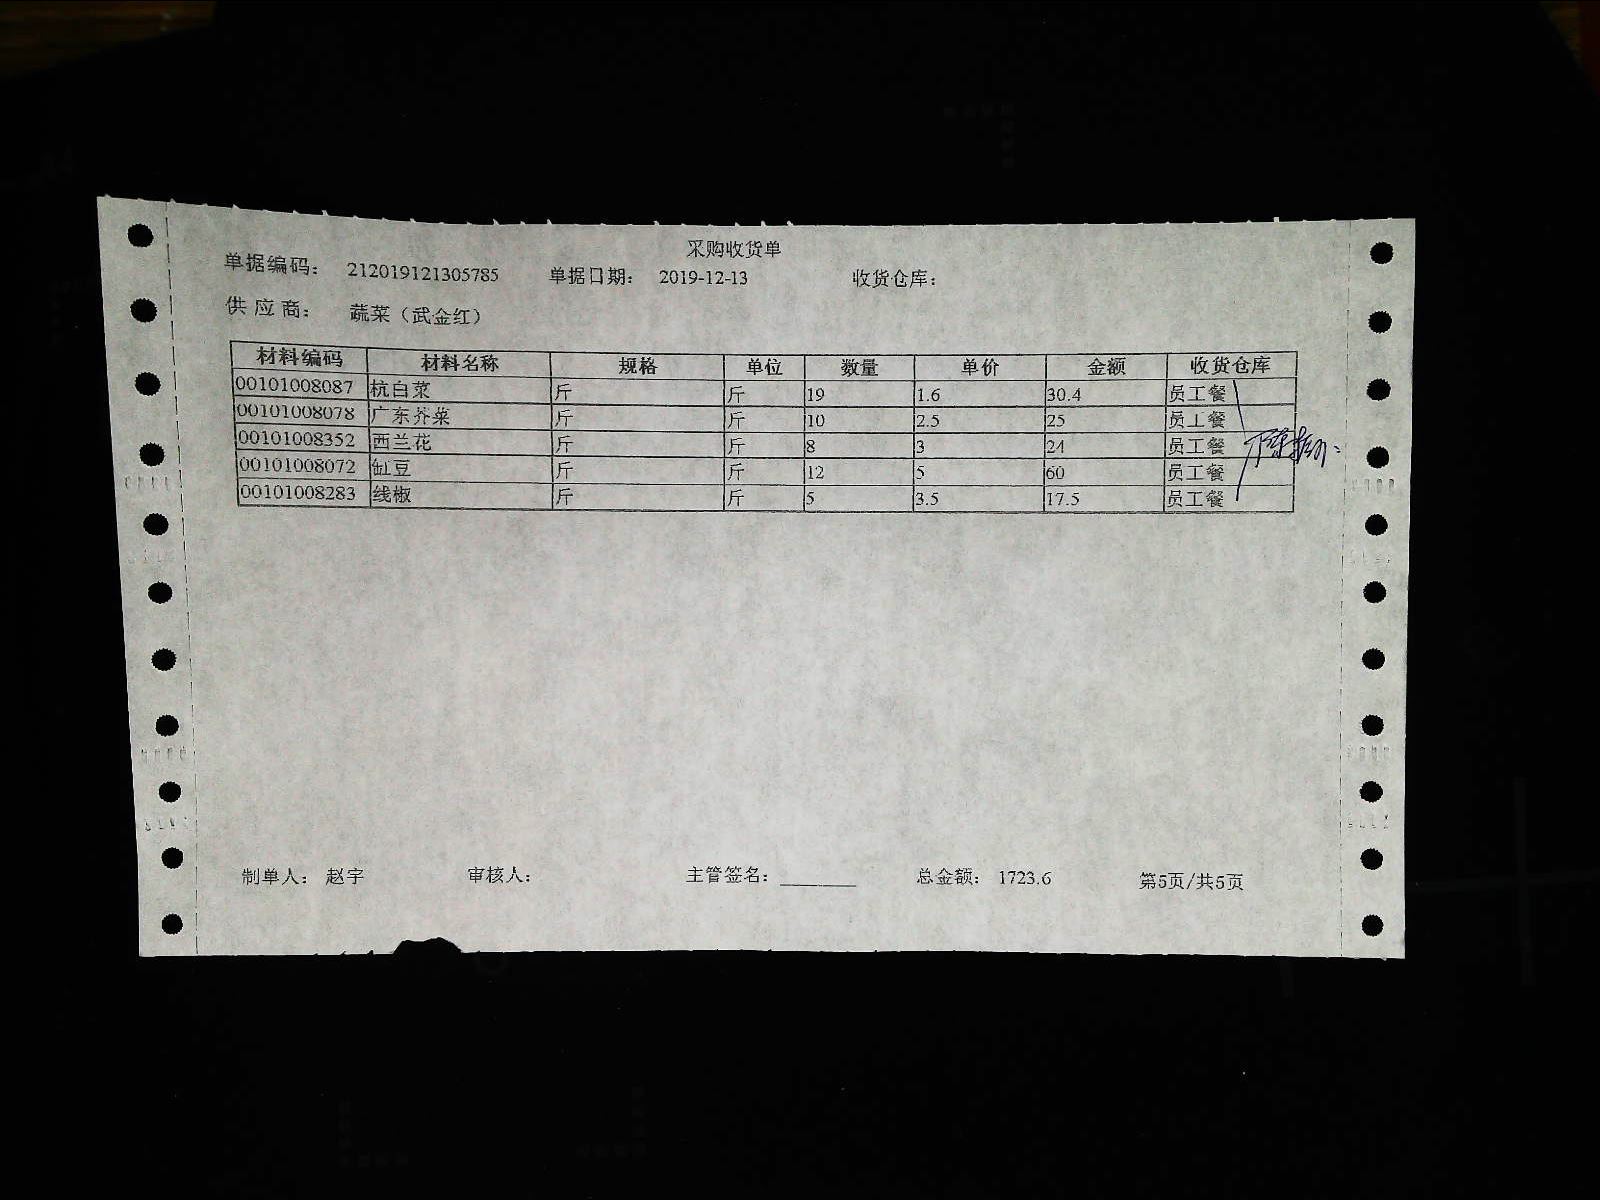 采购收货单
单据编码： 212019121305785 单据日期： 2019-12-13 收货仓库：
供应商： 蔬菜（武金红）
材料编码 材料名称 规格 单位 数量 单价 金额 收货仓库
00101008087 杭白菜 斤 斤 19 1.6 30.4 员工餐
00101008078 广东芥菜 斤 斤 10 2.5 25 员工餐
00101008352 西兰花 斤 斤 8 3 24 员工餐
00101008072 缸豆 斤 斤 12 5 60 员工餐
00101008283 线椒 斤 斤 5 3.5 17.5 员工餐
制单人： 赵宇 审核人： 主管签名： 总金额： 1723.6 第5页/共5页